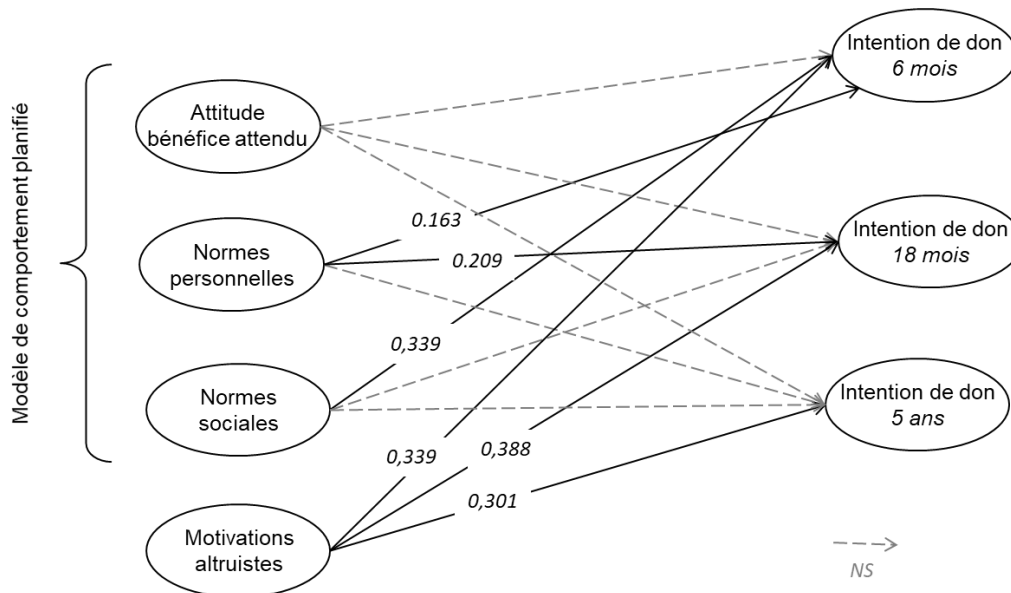 Modèle de comportement planifié
Attitude
bénéfice attendu
Normes
personnelles
Normes
sociales
Motivations
altruistes
0.163
0.209
0,339
0,339
0,388
0,301
Intention de don
6 mois
Intention de don
18 mois
Intention de don
5 ans
NS